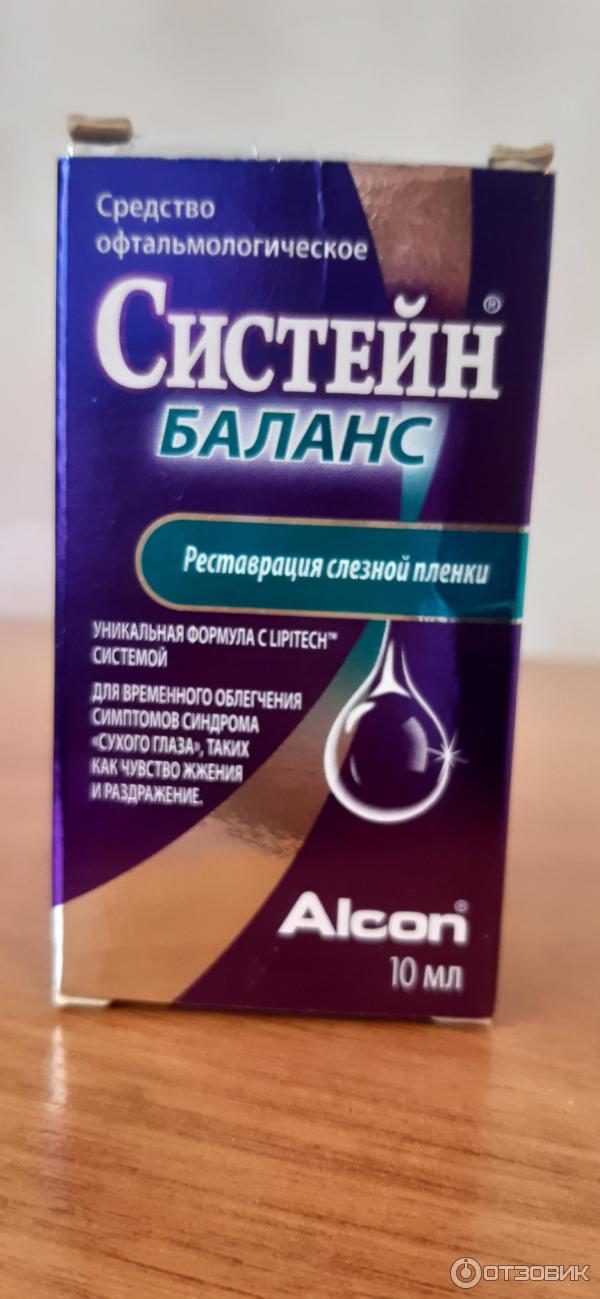 Средство
офтальмологическое
СИСТЕЙН®
БАЛАНС
Реставрация слезной пленки
УНИКАЛЬНАЯ ФОРМУЛА С LIPITECH™
СИСТЕМОЙ
ДЛЯ ВРЕМЕННОГО ОБЛЕГЧЕНИЯ
СИМПТОМОВ СИНДРОМА
«СУХОГО ГЛАЗА», ТАКИХ
КАК ЧУВСТВО ЖЖЕНИЯ
И РАЗДРАЖЕНИЕ.
Alcon®
10 мл
ОТЗОВИК